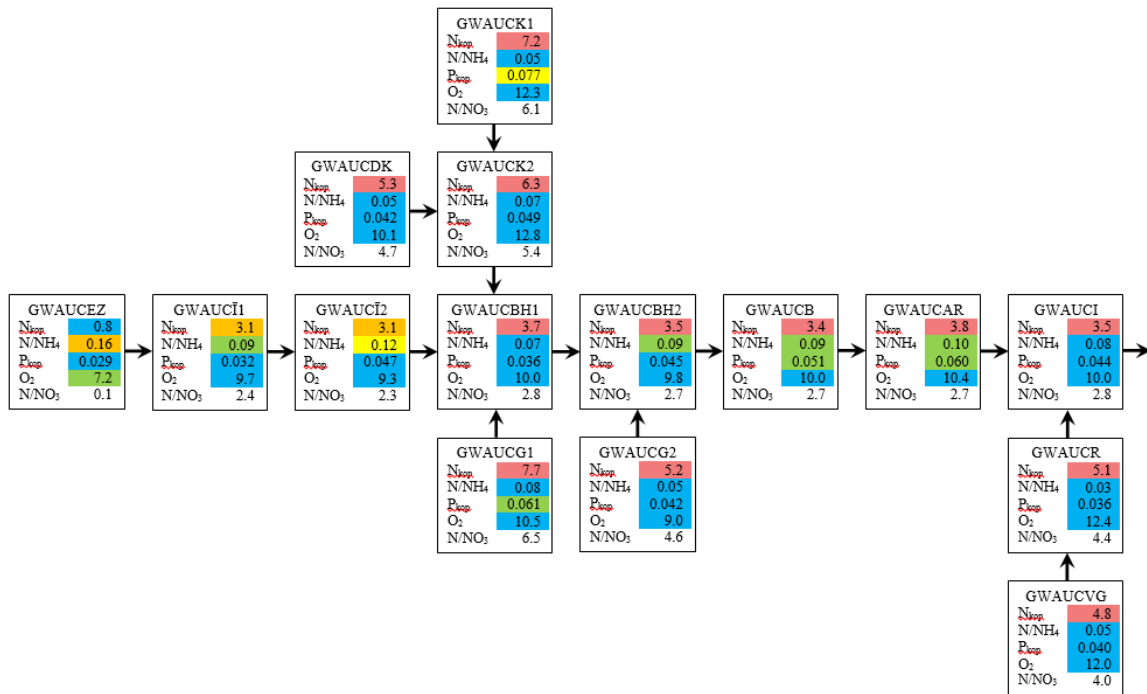 GWAUCK1
Nkop 7.2
N/NH4 0.05
Pkop 0.077
O2 12.3
N/NO3 6.1
GWAUCDK
Nkop 5.3
N/NH4 0.05
Pkop 0.042
O2 10.1
N/NO3 4.7
GWAUCK2
Nkop 6.3
N/NH4 0.07
Pkop 0.049
O2 12.8
N/NO3 5.4
GWAUCEZ
Nkop 0.8
N/NH4 0.16
Pkop 0.029
O2 7.2
N/NO3 0.1
GWAUCĪ1
Nkop 3.1
N/NH4 0.09
Pkop 0.032
O2 9.7
N/NO3 2.4
GWAUCĪ2
Nkop 3.1
N/NH4 0.12
Pkop 0.047
O2 9.3
N/NO3 2.3
GWAUCBH1
Nkop 3.7
N/NH4 0.07
Pkop 0.036
O2 10.0
N/NO3 2.8
GWAUCBH2
Nkop 3.5
N/NH4 0.09
Pkop 0.045
O2 9.8
N/NO3 2.7
GWAUCB
Nkop 3.4
N/NH4 0.09
Pkop 0.051
O2 10.0
N/NO3 2.7
GWAUCAR
Nkop 3.8
N/NH4 0.10
Pkop 0.060
O2 10.4
N/NO3 2.7
GWAUCI
Nkop 3.5
N/NH4 0.08
Pkop 0.044
O2 10.0
N/NO3 2.8
GWAUCG1
Nkop 7.7
N/NH4 0.08
Pkop 0.061
O2 10.5
N/NO3 6.5
GWAUCG2
Nkop 5.2
N/NH4 0.05
Pkop 0.042
O2 9.0
N/NO3 4.6
GWAUCR
Nkop 5.1
N/NH4 0.03
Pkop 0.036
O2 12.4
N/NO3 4.4
GWAUCVG
Nkop 4.8
N/NH4 0.05
Pkop 0.040
O2 12.0
N/NO3 4.0